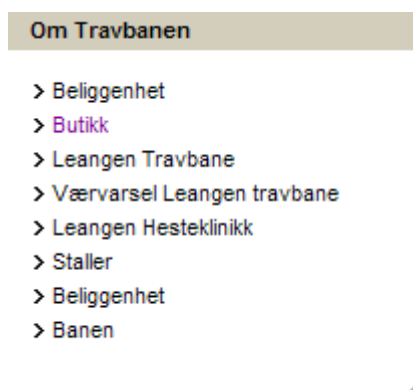 Om Travbanen
> Beliggenhet
> Butikk
> Leangen Travbane
> Værvarsel Leangen travbane
> Leangen Hesteklinikk
> Staller
> Beliggenhet
> Banen